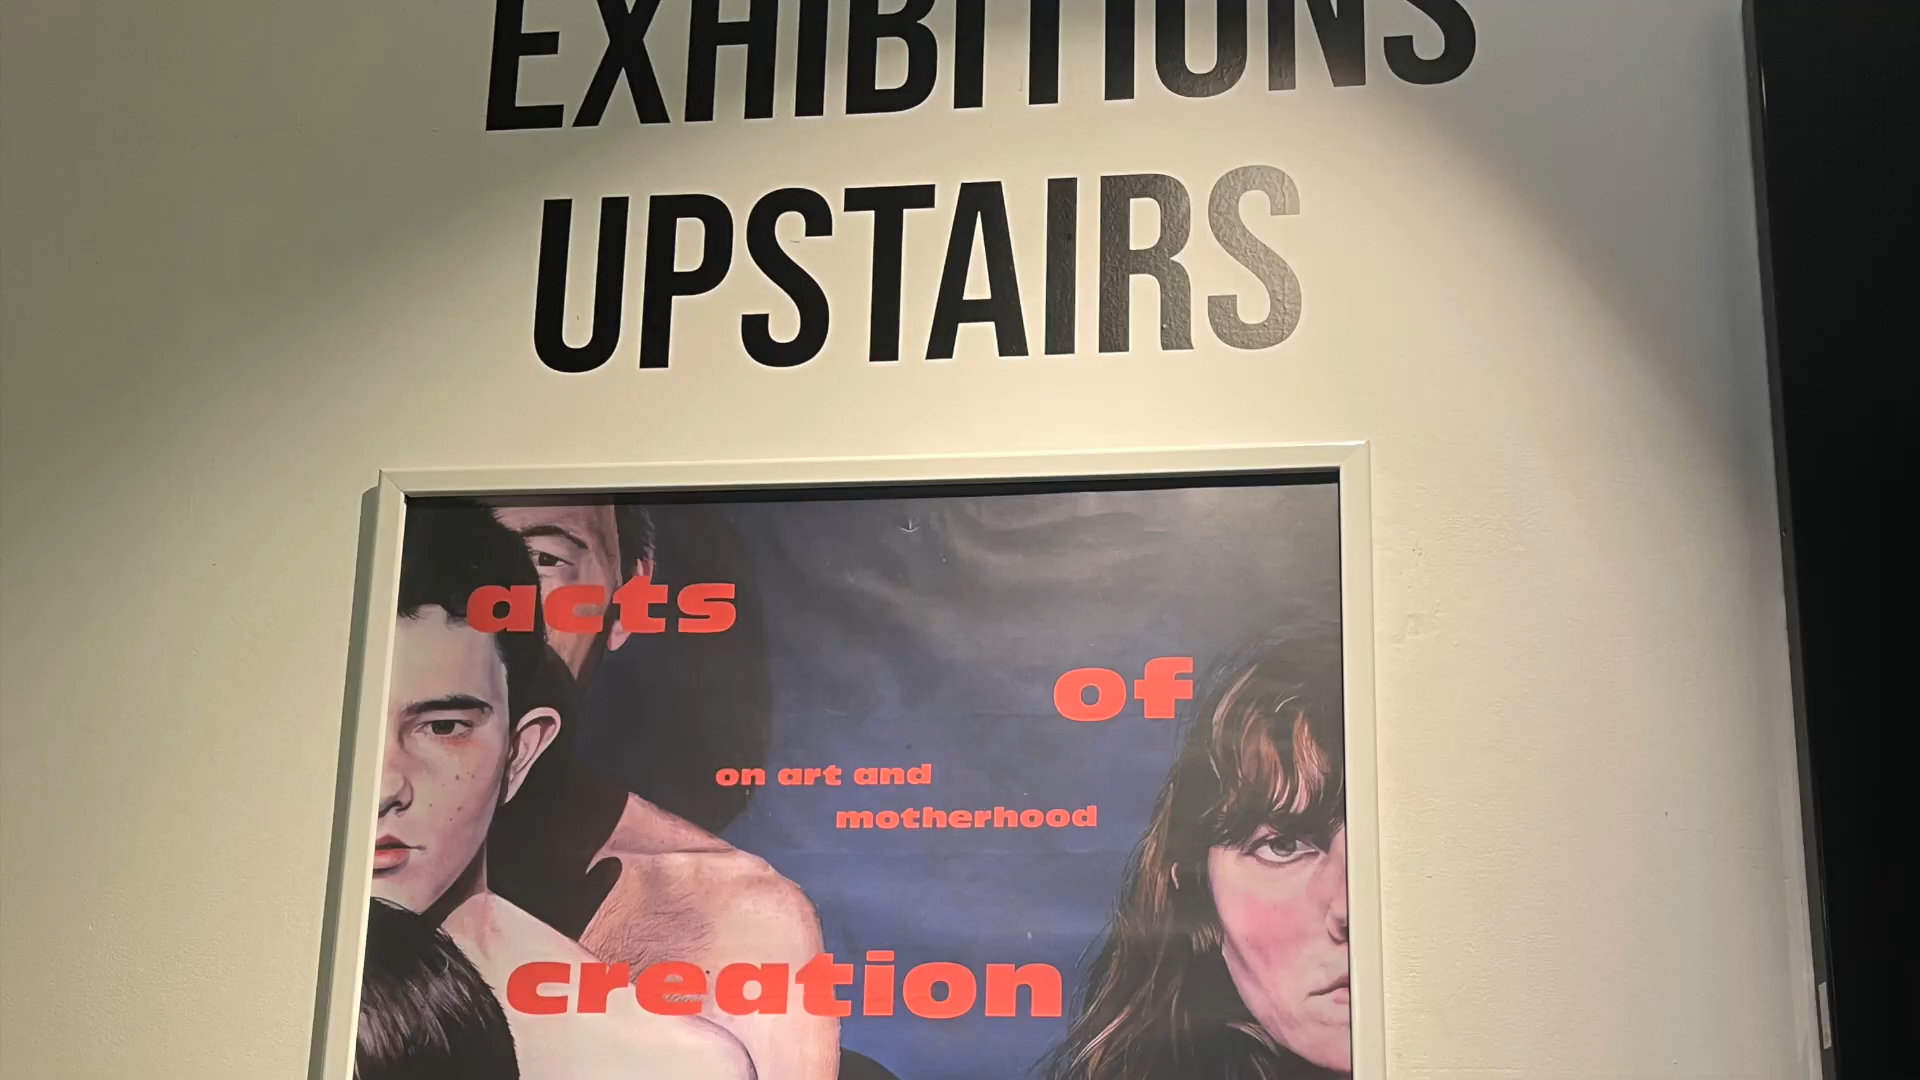 EXHIBITIONS
UPSTAIRS
acts
of
on art and
motherhood
creation